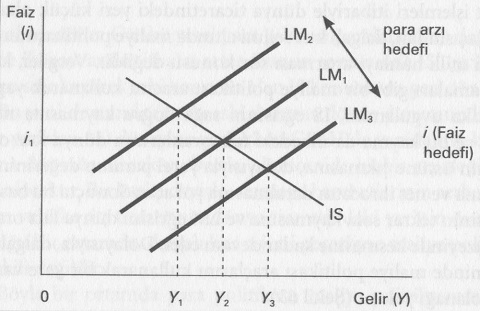 Faiz
(i)
LM2
para arzı
hedefi
LM1
LM3
i1
i (Faiz
hedefi)
IS
0
Y1
Y2
Y3
Gelir (Y)